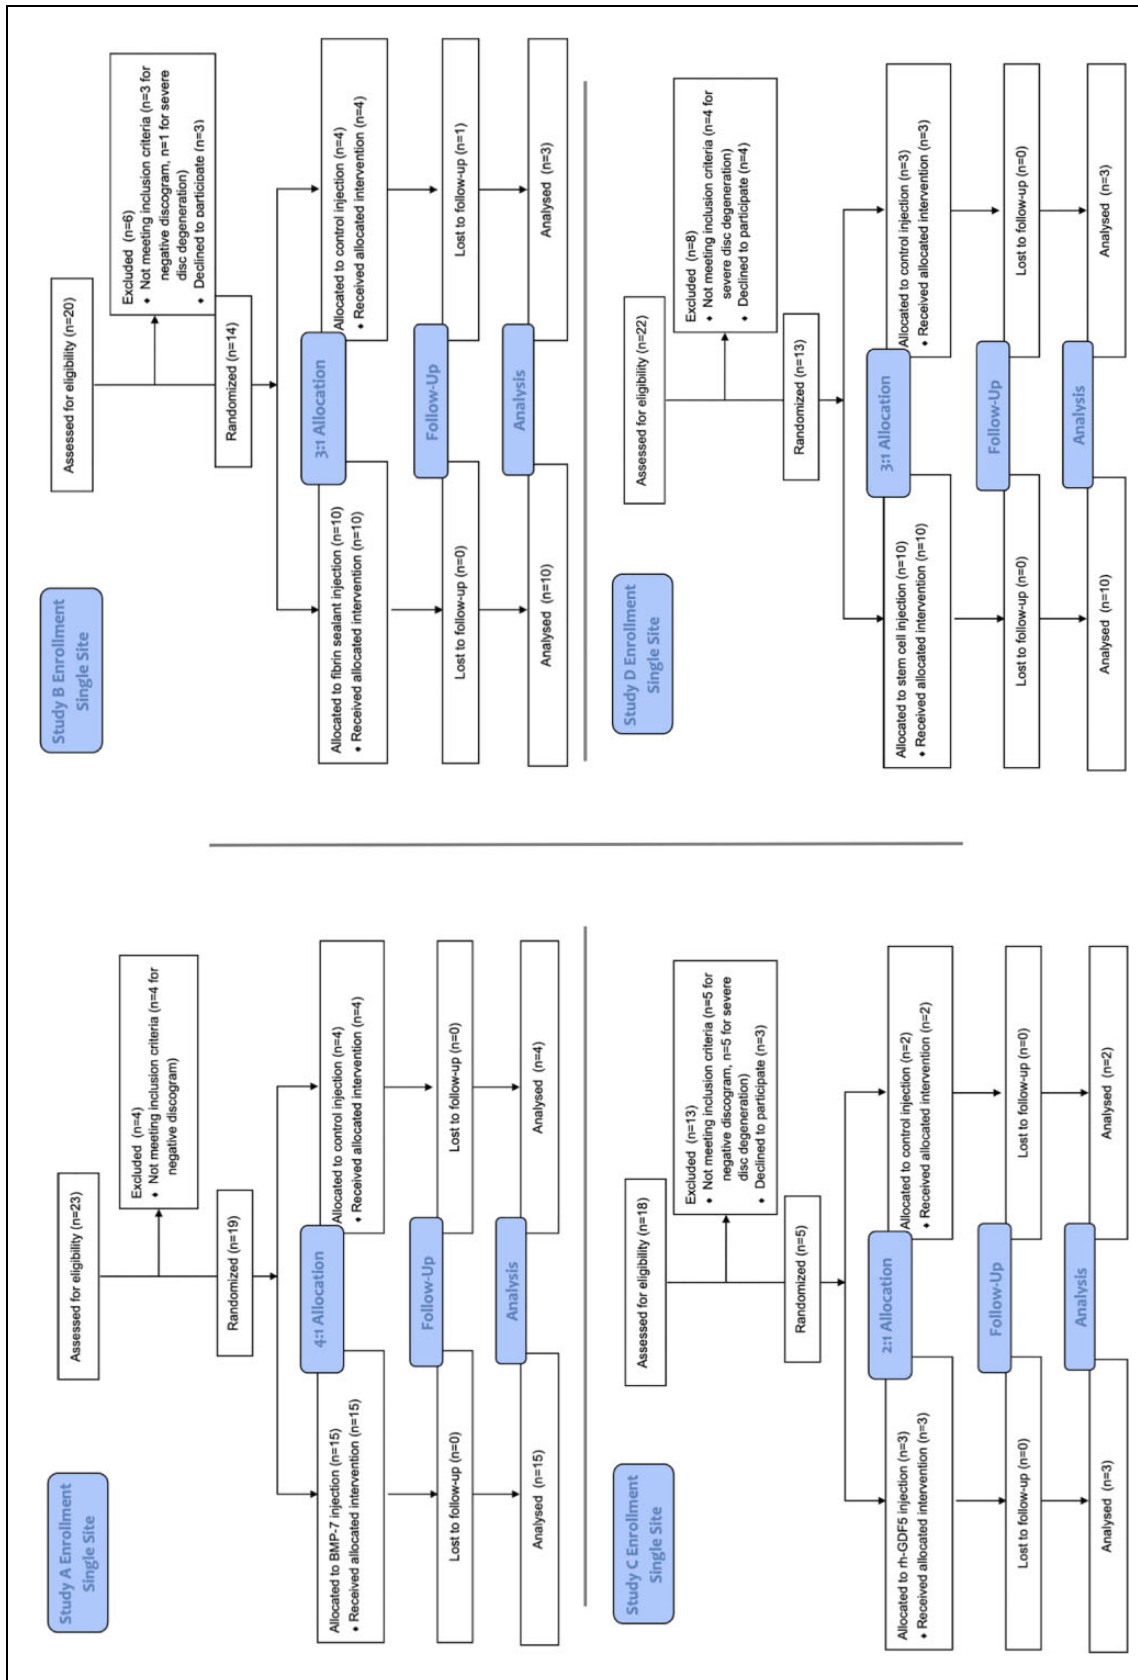 Study A Enrollment
Single Site
Assessed for eligibility (n=23)
Excluded (n=4)
♦ Not meeting inclusion criteria (n=4 for
negative discogram)
Randomized (n=19)
4:1 Allocation
Allocated to BMP-7 injection (n=15)
♦ Received allocated intervention (n=15)
Allocated to control injection (n=4)
♦ Received allocated intervention (n=4)
Follow-Up
Lost to follow-up (n=0)
Lost to follow-up (n=0)
Analysis
Analysed (n=15)
Analysed (n=4)
Study B Enrollment
Single Site
Assessed for eligibility (n=20)
Excluded (n=6)
♦ Not meeting inclusion criteria (n=3 for
negative discogram, n=1 for severe
disc degeneration)
♦ Declined to participate (n=3)
Randomized (n=14)
3:1 Allocation
Allocated to fibrin sealant injection (n=10)
♦ Received allocated intervention (n=10)
Allocated to control injection (n=4)
♦ Received allocated intervention (n=4)
Follow-Up
Lost to follow-up (n=0)
Lost to follow-up (n=1)
Analysis
Analysed (n=10)
Analysed (n=3)
Study C Enrollment
Single Site
Assessed for eligibility (n=18)
Excluded (n=13)
♦ Not meeting inclusion criteria (n=5 for
negative discogram, n=5 for severe
disc degeneration)
♦ Declined to participate (n=3)
Randomized (n=5)
2:1 Allocation
Allocated to rh-GDF5 injection (n=3)
♦ Received allocated intervention (n=3)
Allocated to control injection (n=2)
♦ Received allocated intervention (n=2)
Follow-Up
Lost to follow-up (n=0)
Lost to follow-up (n=0)
Analysis
Analysed (n=3)
Analysed (n=2)
Study D Enrollment
Single Site
Assessed for eligibility (n=22)
Excluded (n=8)
♦ Not meeting inclusion criteria (n=4 for
severe disc degeneration)
♦ Declined to participate (n=4)
Randomized (n=13)
3:1 Allocation
Allocated to stem cell injection (n=10)
♦ Received allocated intervention (n=10)
Allocated to control injection (n=3)
♦ Received allocated intervention (n=3)
Follow-Up
Lost to follow-up (n=0)
Lost to follow-up (n=0)
Analysis
Analysed (n=10)
Analysed (n=3)